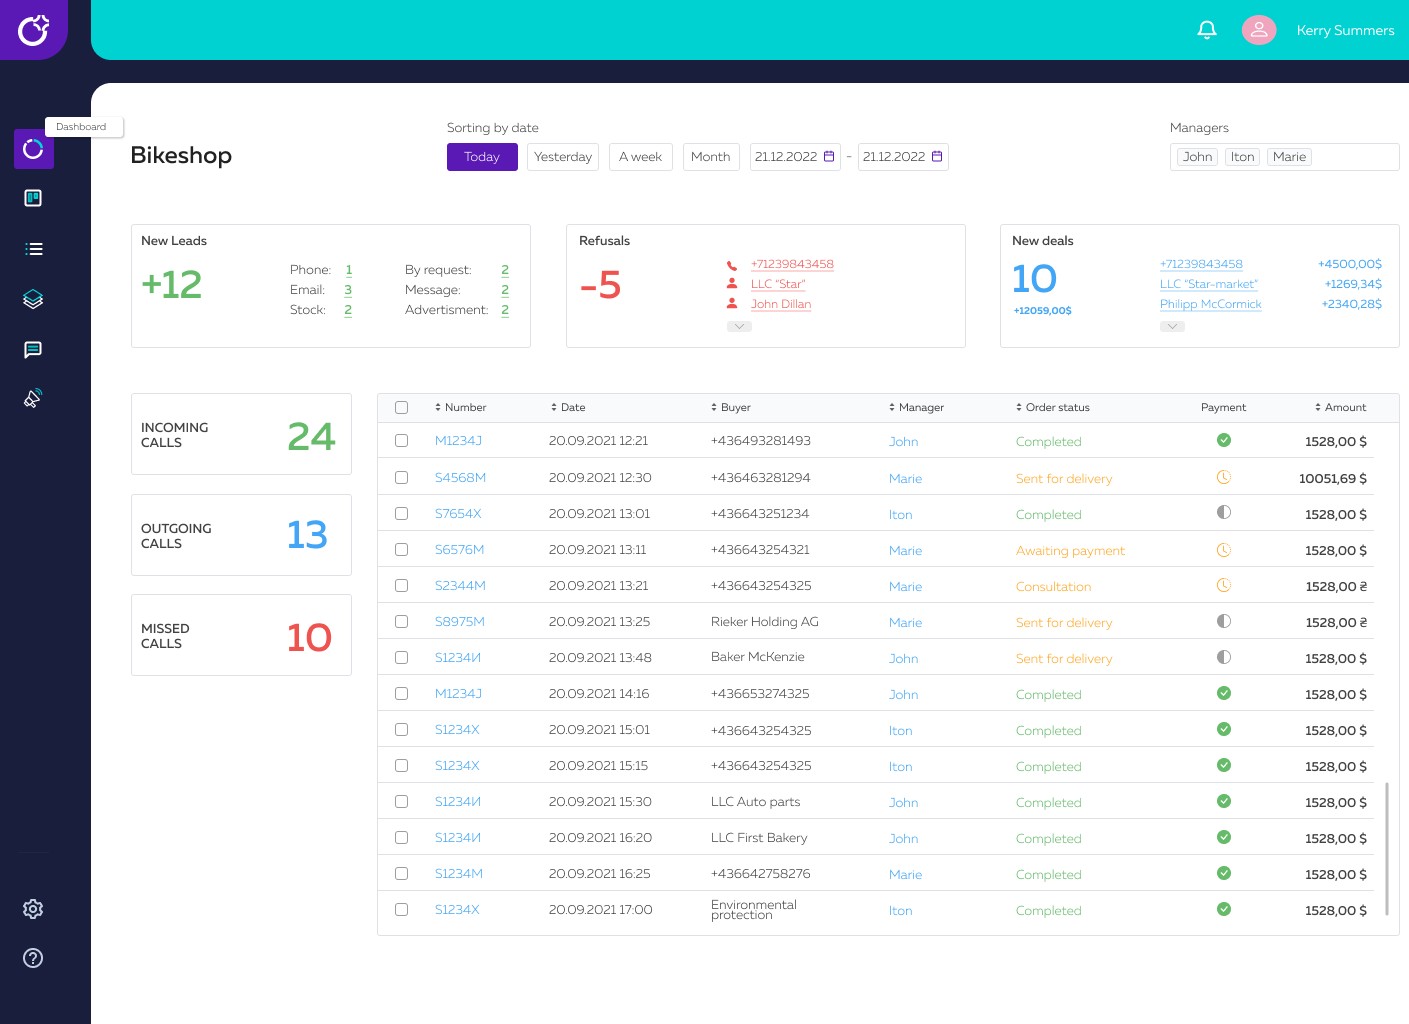 Kerry Summers
Dashboard
Bikeshop
Sorting by date
Today Yesterday A week Month 21.12.2022 - 21.12.2022
Managers
John Iton Marie
New Leads
+12
Phone: 1 By request: 2
Email: 3 Message: 2
Stock: 2 Advertisment: 2
Refusals
-5
+71239843458
LLC "Star"
John Dillan
New deals
10
+12059,00$
+71239843458 +4500,00$
LLC "Star-market" +1269,34$
Philipp McCormick +2340,28$
INCOMING
CALLS
24
OUTGOING
CALLS
13
MISSED
CALLS
10
Number Date Buyer Manager Order status Payment Amount
M1234J 20.09.2021 12:21 +436493281493 John Completed 1528,00 $
S4568M 20.09.2021 12:30 +436463281294 Marie Sent for delivery 10051,69 $
S7654X 20.09.2021 13:01 +436643251234 Iton Completed 1528,00 $
S6576M 20.09.2021 13:11 +436643254321 Marie Awaiting payment 1528,00 $
S2344M 20.09.2021 13:21 +436643254325 Marie Consultation 1528,00 ₴
S8975M 20.09.2021 13:25 Rieker Holding AG Marie Sent for delivery 1528,00 ₴
S1234И 20.09.2021 13:48 Baker McKenzie John Sent for delivery 1528,00 $
M1234J 20.09.2021 14:16 +436653274325 John Completed 1528,00 $
S1234X 20.09.2021 15:01 +436643254325 Iton Completed 1528,00 $
S1234X 20.09.2021 15:15 +436643254325 Iton Completed 1528,00 $
S1234И 20.09.2021 15:30 LLC Auto parts John Completed 1528,00 $
S1234И 20.09.2021 16:20 LLC First Bakery John Completed 1528,00 $
S1234M 20.09.2021 16:25 +436642758276 Marie Completed 1528,00 $
S1234X 20.09.2021 17:00 Environmental protection Iton Completed 1528,00 $